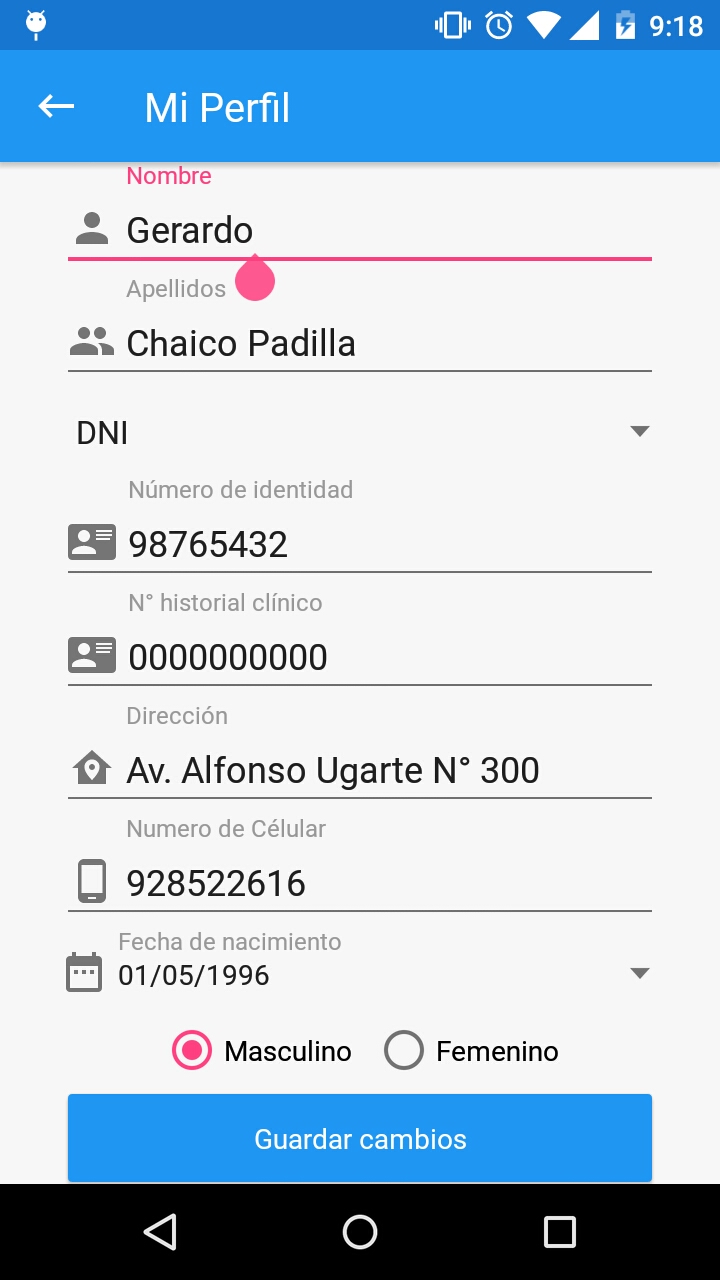 9:18
Mi Perfil
Nombre
Gerardo
Apellidos
Chaico Padilla
DNI
Número de identidad
98765432
N° historial clínico
0000000000
Dirección
Av. Alfonso Ugarte N° 300
Numero de Célular
928522616
Fecha de nacimiento
01/05/1996
Masculino Femenino
Guardar cambios